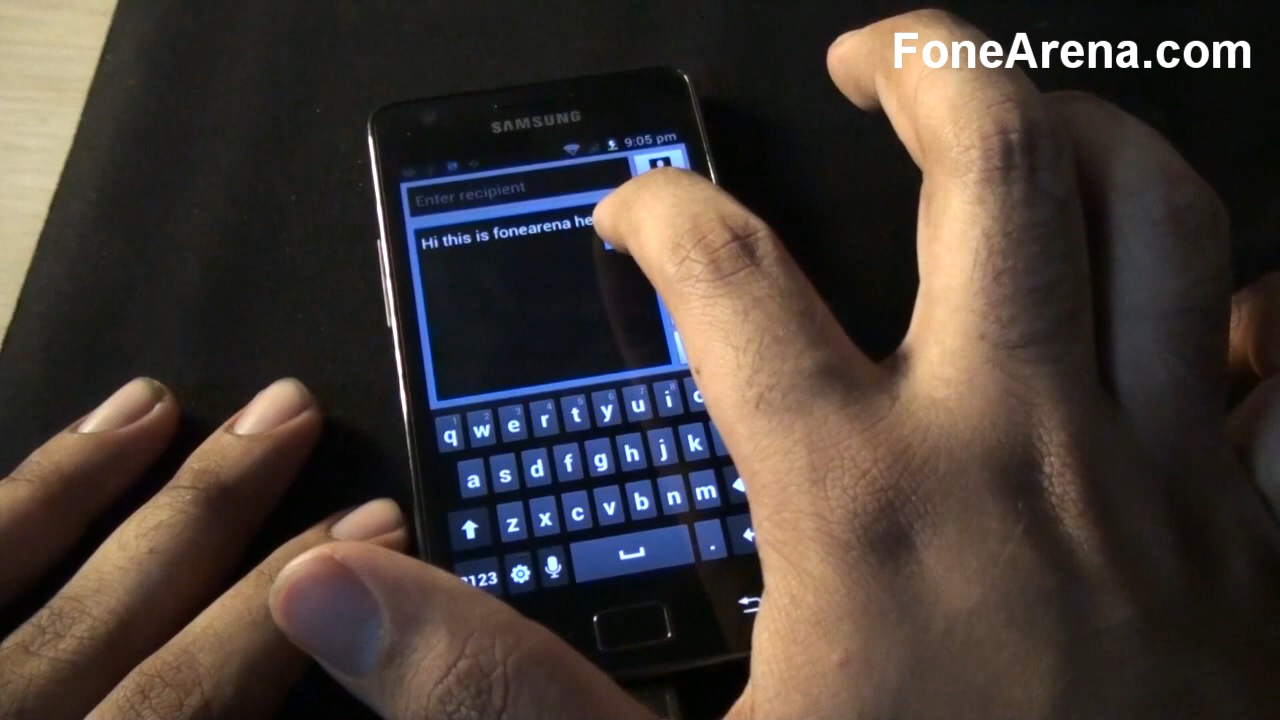 FoneArena.com
SAMSUNG
9:05 pm
Enter recipient
Hi this is fonearena he
q w e r t y u i
a s d f g h j k
z x c v b n m
123 .